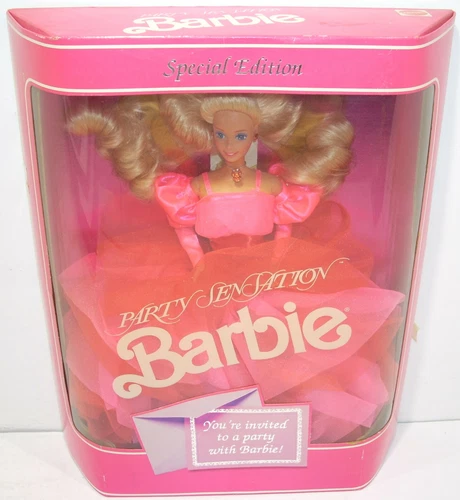 Barbie
Special Edition
PARTY SENSATION
Barbie
You're invited
to a party
with Barbie!